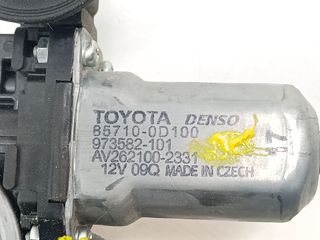 TOYOTA DENSO
85710-0D100
973582-101
AV262100-2331
12V 09Q MADE IN CZECH